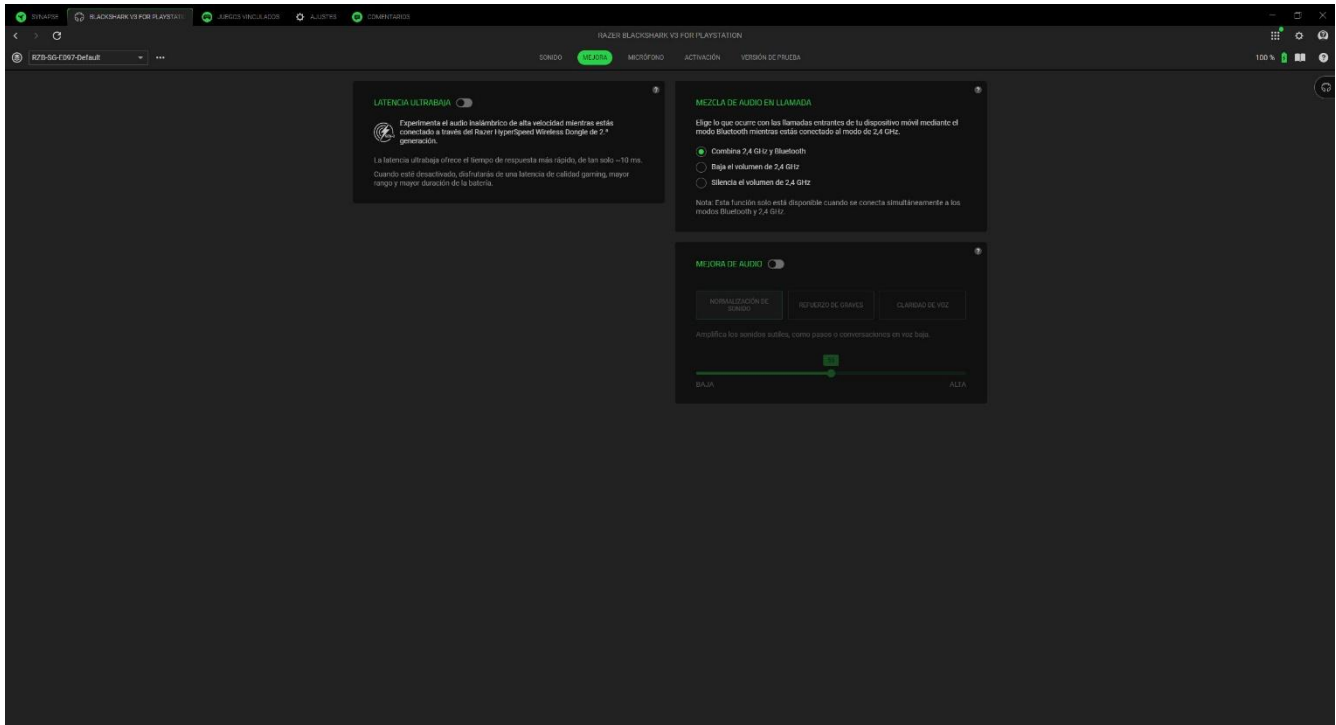 SYNAPSE
BLACKSHARK V3 FOR PLAYSTATI
JUEGOS VINCULADOS
AJUSTES
COMENTARIOS
RAZER BLACKSHARK V3 FOR PLAYSTATION
RZB-SG-E097-Default
SONIDO
MEJORA
MICRÓFONO
ACTIVACIÓN
VERSIÓN DE PRUEBA
100 %
LATENCIA ULTRABAJA
Experimenta el audio inalámbrico de alta velocidad mientras estás
conectado a través del Razer HyperSpeed Wireless Dongle de 2.ª
generación.
La latencia ultrabaja ofrece el tiempo de respuesta más rápido, de tan solo ~10 ms.
Cuando esté desactivado, disfrutarás de una latencia de calidad gaming, mayor
rango y mayor duración de la batería.
MEZCLA DE AUDIO EN LLAMADA
Elige lo que ocurre con las llamadas entrantes de tu dispositivo móvil mediante el
modo Bluetooth mientras estás conectado al modo de 2,4 GHz.
Combina 2,4 GHz y Bluetooth
Baja el volumen de 2,4 GHz
Silencia el volumen de 2,4 GHz
Nota: Esta función solo está disponible cuando se conecta simultáneamente a los
modos Bluetooth y 2,4 GHz.
MEJORA DE AUDIO
NORMALIZACIÓN DE
SONIDO
REFUERZO DE GRAVES
CLARIDAD DE VOZ
Amplifica los sonidos sutiles, como pasos o conversaciones en voz baja.
BAJA
ALTA